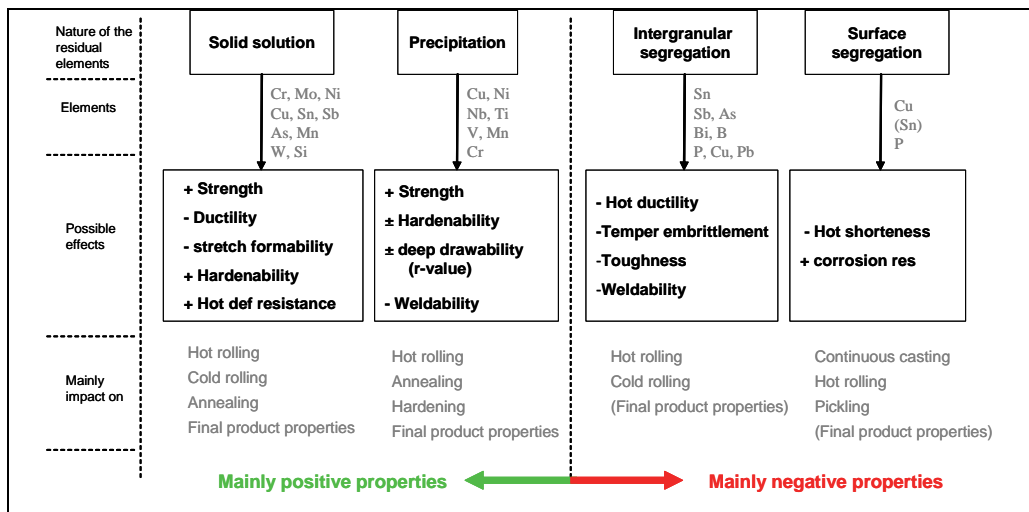 Nature of the
residual
elements
Solid solution
Precipitation
Intergranular
segregation
Surface
segregation
Elements
Cr, Mo, Ni
Cu, Sn, Sb
As, Mn
W, Si
Cu, Ni
Nb, Ti
V, Mn
Cr
Sn
Sb, As
Bi, B
P, Cu, Pb
Cu
(Sn)
P
Possible
effects
+ Strength
- Ductility
- stretch formability
+ Hardenability
+ Hot def resistance
+ Strength
± Hardenability
± deep drawability
(r-value)
- Weldability
- Hot ductility
-Temper embrittlement
-Toughness
-Weldability
- Hot shorteness
+ corrosion res
Mainly
impact on
Hot rolling
Cold rolling
Annealing
Final product properties
Hot rolling
Annealing
Hardening
Final product properties
Hot rolling
Cold rolling
(Final product properties)
Continuous casting
Hot rolling
Pickling
(Final product properties)
Mainly positive properties
Mainly negative properties